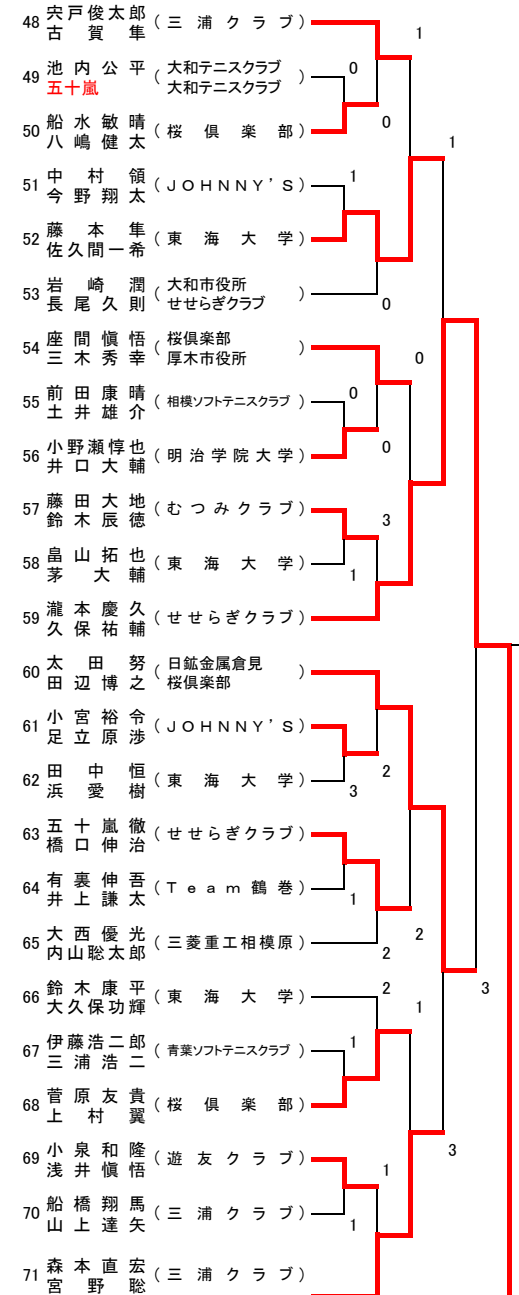 宍戸俊太郎
48 (三浦クラブ)
古賀隼
1
池内公平 大和テニスクラブ
49 ( ) 0
五十嵐 大和テニスクラブ
船水敏晴
50 (桜倶楽部) 0
八嶋健太
1
中村領
51 (JOHNNY'S) 1
今野翔太
藤本隼
52 (東海大学)
佐久間一希
岩崎潤 大和市役所
53 ( ) 0
長尾久則 せせらぎクラブ
座間愼悟 桜倶楽部
54 ( )
三木秀幸 厚木市役所
0
前田康晴
55 (相模ソフトテニスクラブ) 0
土井雄介
小野瀬惇也
56 (明治学院大学) 0
井口大輔
藤田大地
57 (むつみクラブ) 3
鈴木辰徳
畠山拓也
58 (東海大学) 1
茅大輔
瀧本慶久
59 (せせらぎクラブ)
久保祐輔
太田努 日鉱金属倉見
60 ( )
田辺博之 桜倶楽部
小宮裕令
61 (JOHNNY'S)
足立原渉
2
田中恒
62 (東海大学) 3
浜愛樹
五十嵐徹
63 (せせらぎクラブ)
橋口伸治
有裏伸吾
64 (Team鶴巻) 1
井上謙太
大西優光
65 (三菱重工相模原) 2 2
内山聡太郎
3
鈴木康平
66 (東海大学) 2 1
大久保功輝
伊藤浩二郎
67 (青葉ソフトテニスクラブ) 1
三浦浩二
菅原友貴
68 (桜倶楽部)
上村翼
3
小泉和隆
69 (遊友クラブ) 1
浅井愼悟
船橋翔馬
70 (三浦クラブ) 1
山上達矢
森本直宏
71 (三浦クラブ)
宮野聡